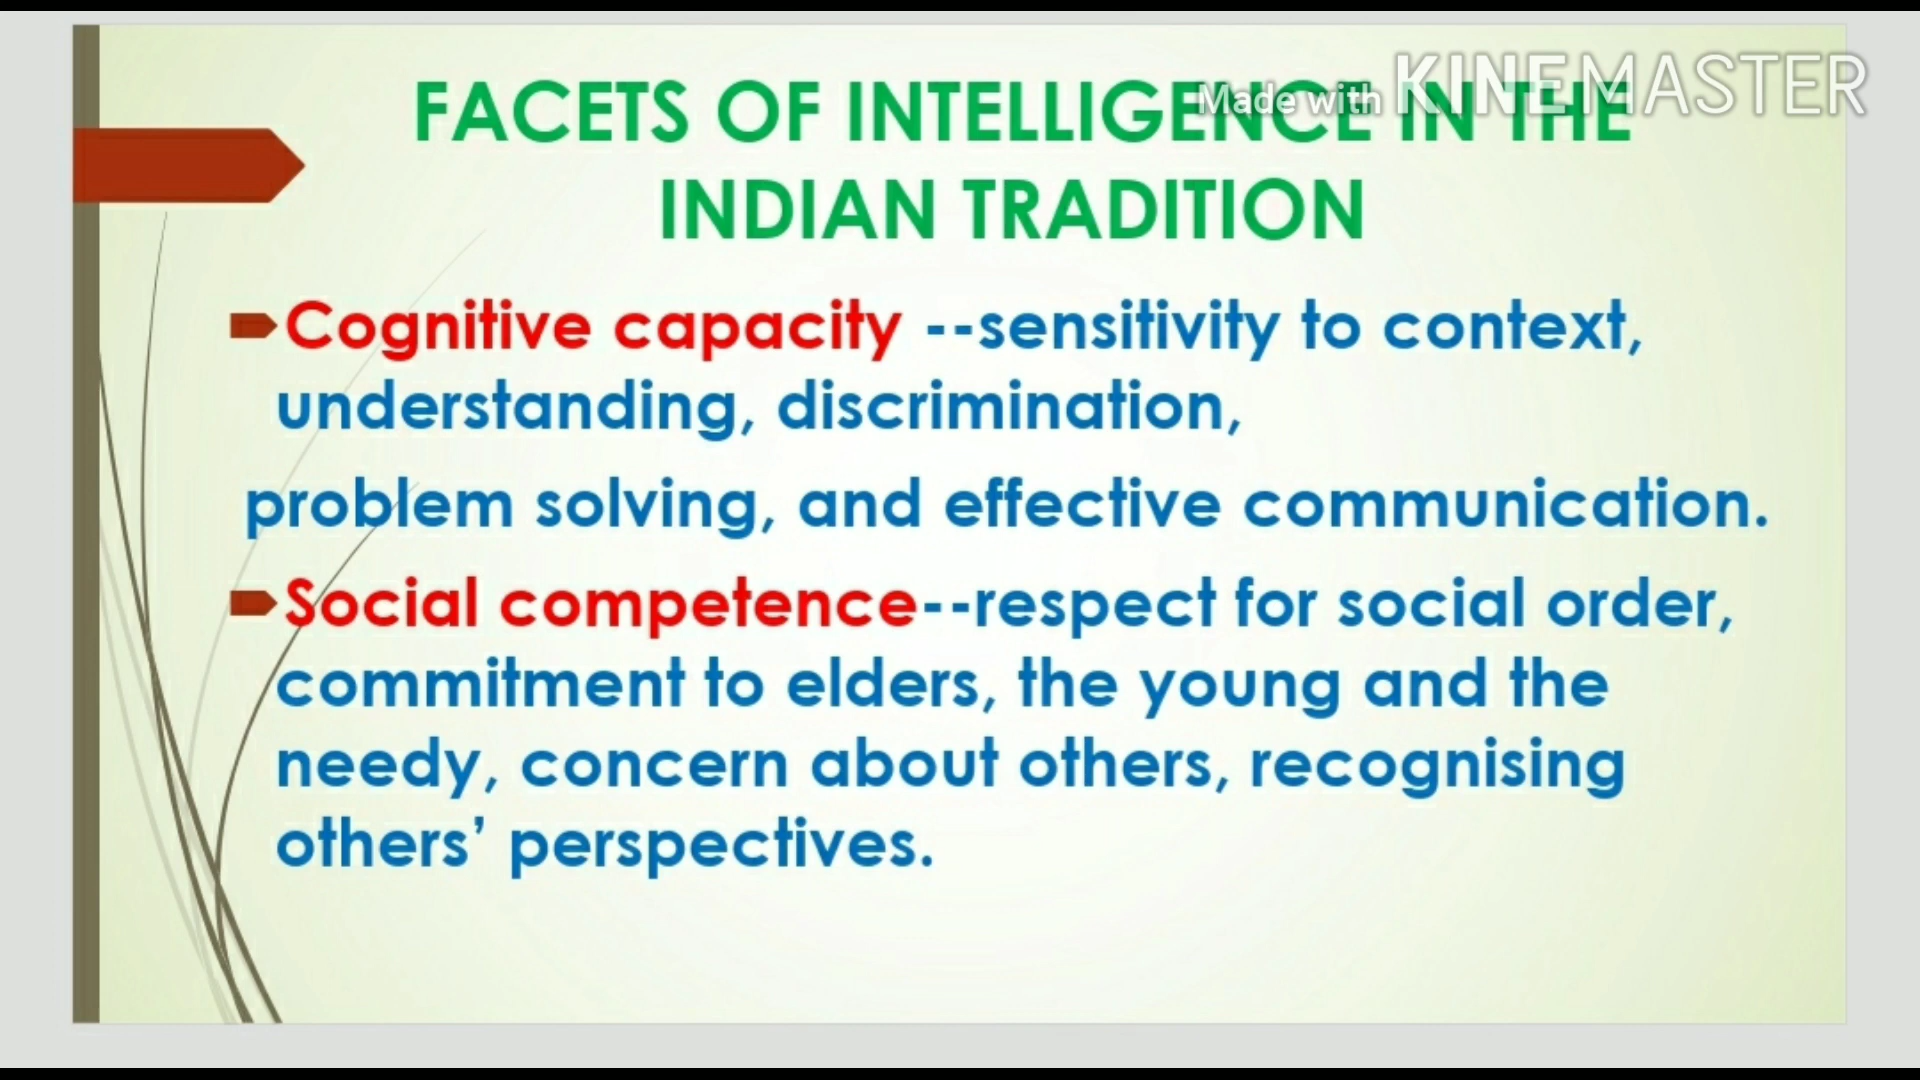 Made with KINEMASTER
FACETS OF INTELLIGENCE IN THE
INDIAN TRADITION
Cognitive capacity --sensitivity to context,
understanding, discrimination,
problem solving, and effective communication.
Social competence--respect for social order,
commitment to elders, the young and the
needy, concern about others, recognising
others’ perspectives.